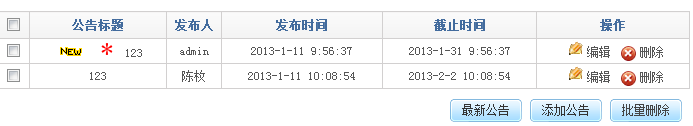 公告标题 发布人 发布时间 截止时间 操作
NEW * 123 admin 2013-1-11 9:56:37 2013-1-31 9:56:37 编辑 删除
123 陈枚 2013-1-11 10:08:54 2013-2-2 10:08:54 编辑 删除
最新公告 添加公告 批量删除